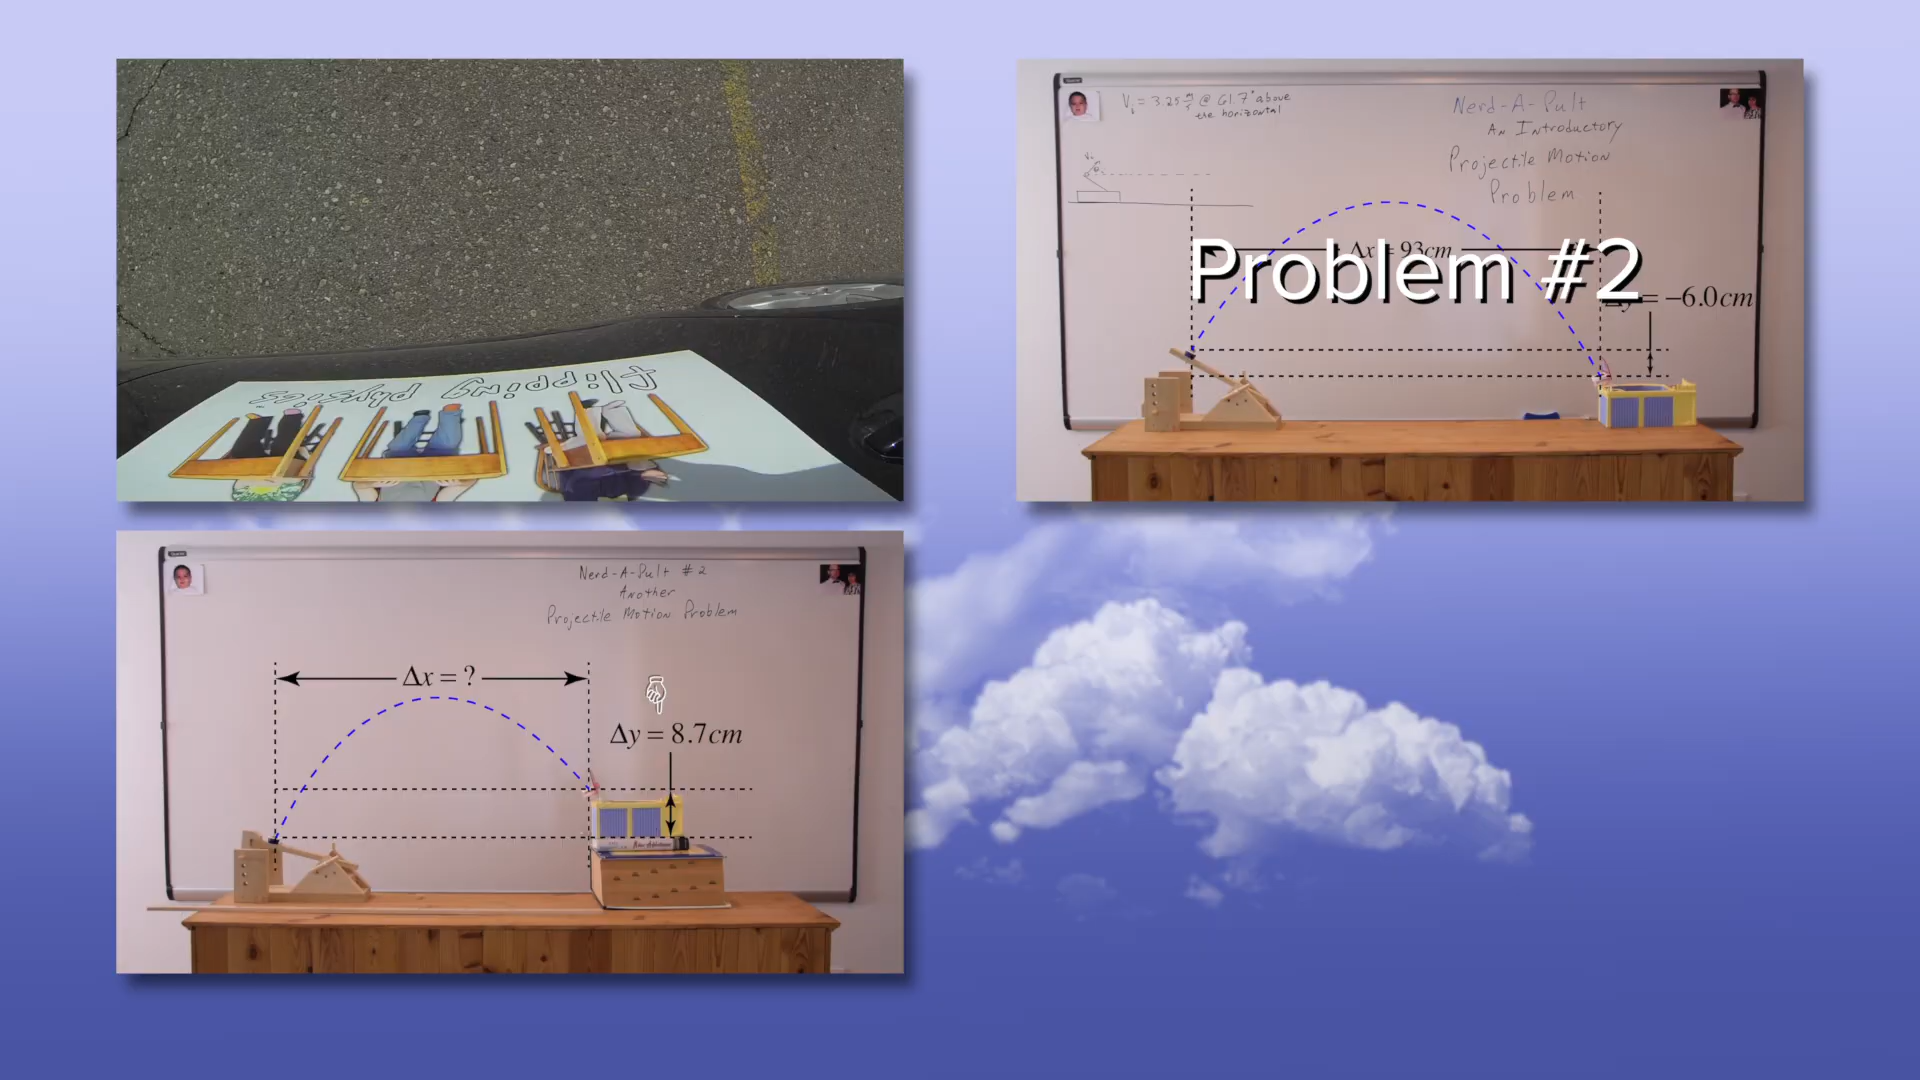 flipping physics
Vᵢ = 3.25 m/s @ 61.7° above
the horizontal
Nerd-A-Pult
An Introductory
Projectile Motion
Problem
Δx = 93cm
Problem #2
Δy = −6.0cm
Nerd-A-Pult #2
Another
Projectile Motion Problem
Δx = ?
Δy = 8.7cm